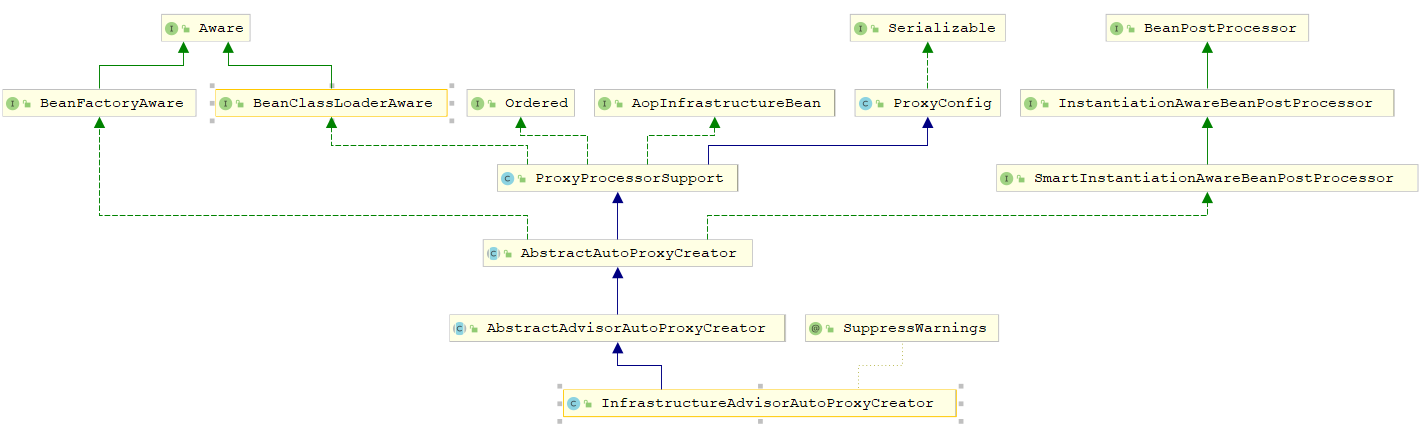 Aware
Serializable
BeanPostProcessor
BeanFactoryAware
BeanClassLoaderAware
Ordered
AopInfrastructureBean
ProxyConfig
InstantiationAwareBeanPostProcessor
ProxyProcessorSupport
SmartInstantiationAwareBeanPostProcessor
AbstractAutoProxyCreator
AbstractAdvisorAutoProxyCreator
SuppressWarnings
InfrastructureAdvisorAutoProxyCreator